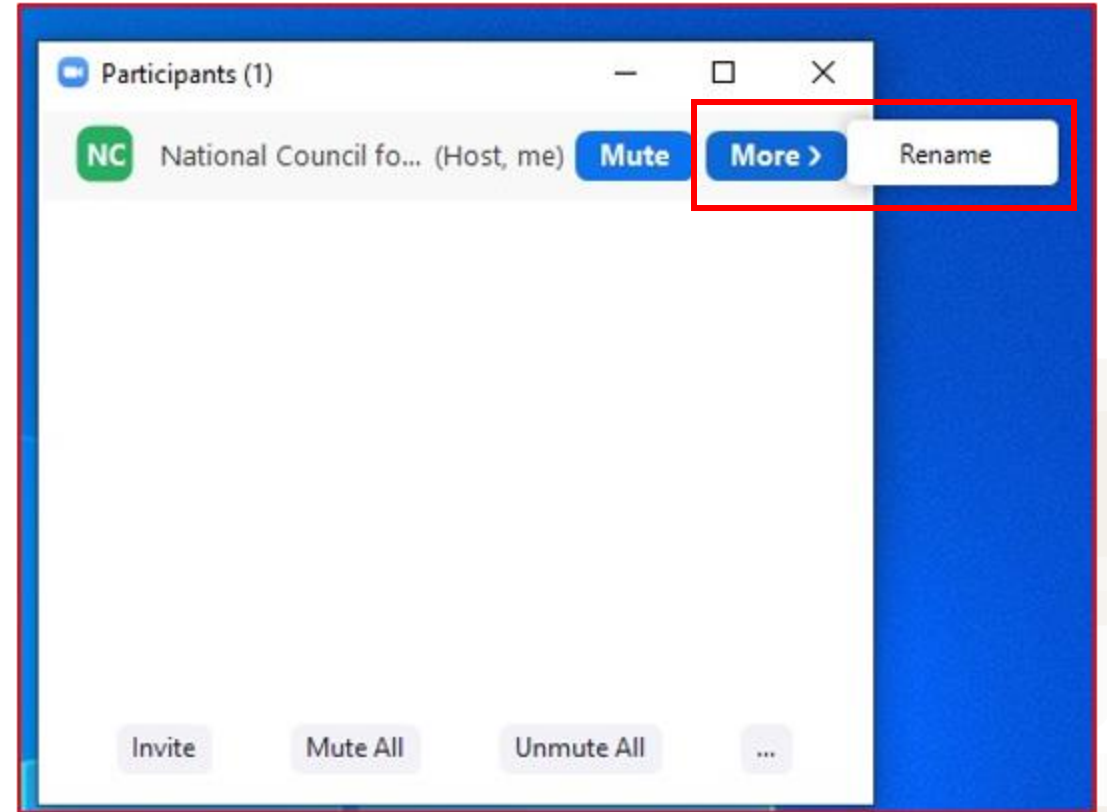 Participants (1)
NC National Council fo... (Host, me) Mute More > Rename
Invite Mute All Unmute All ...